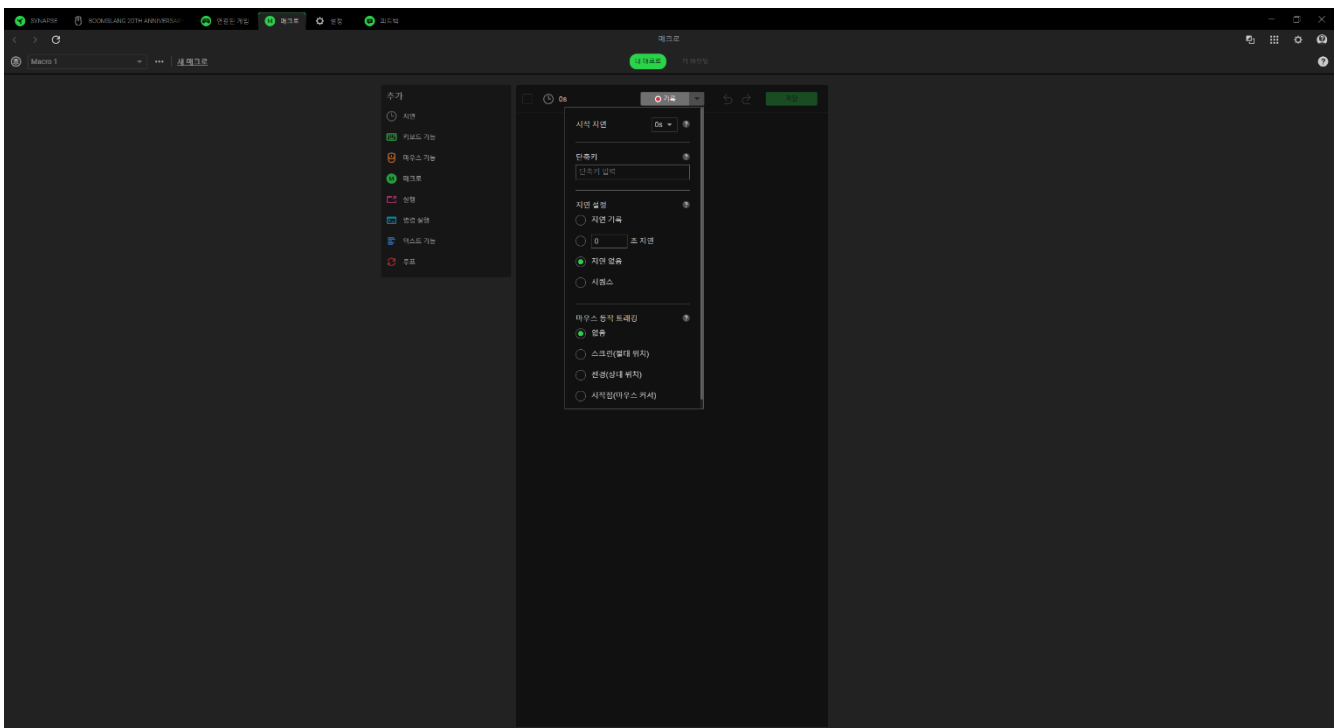 SYNAPSE
BOOMSLANG 20TH ANNIVERSAR
연결된 게임
매크로
설정
피드백
매크로
Macro 1
새 매크로
내 매크로
키 바인딩
추가
지연
키보드 기능
마우스 기능
매크로
실행
명령 실행
텍스트 기능
루프
0s
기록
저장
시작 지연
0s
단축키
단축키 입력
지연 설정
지연 기록
0 초 지연
지연 없음
시퀀스
마우스 동작 트래킹
없음
스크린(절대 위치)
전경(상대 위치)
시작점(마우스 커서)